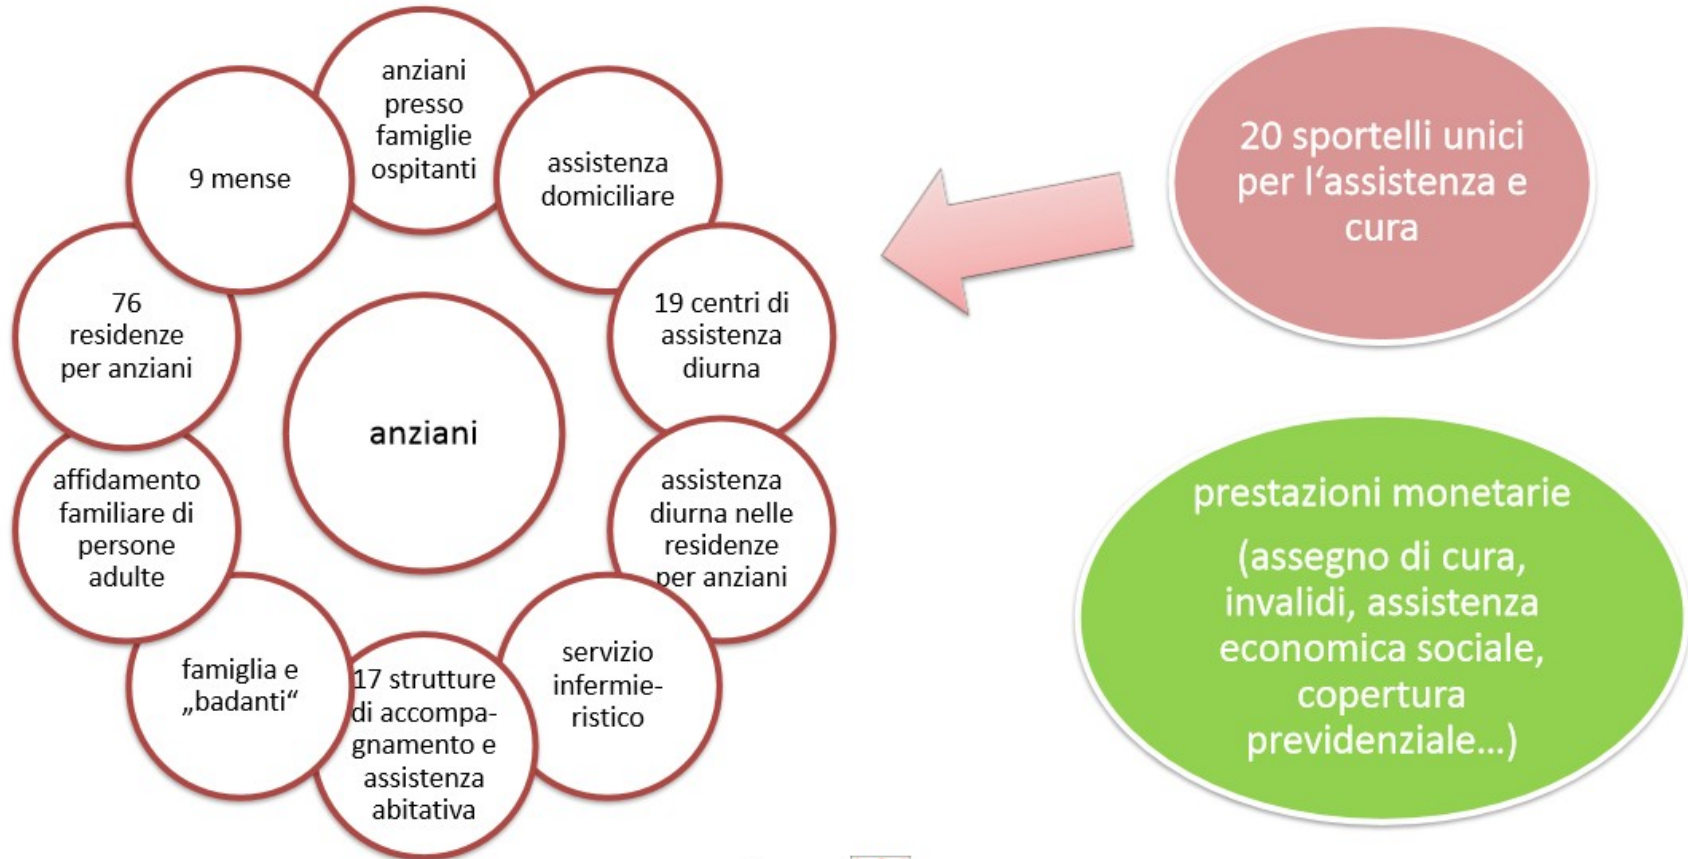 anziani
presso
famiglie
ospitanti
assistenza
domiciliare
19 centri di
assistenza
diurna
assistenza
diurna nelle
residenze
per anziani
servizio
infermie-
ristico
17 strutture
di accompa-
gnamento e
assistenza
abitativa
famiglia e
„badanti“
affidamento
familiare di
persone
adulte
76
residenze
per anziani
9 mense
anziani
20 sportelli unici
per l‘assistenza e
cura
prestazioni monetarie
(assegno di cura,
invalidi, assistenza
economica sociale,
copertura
previdenziale...)